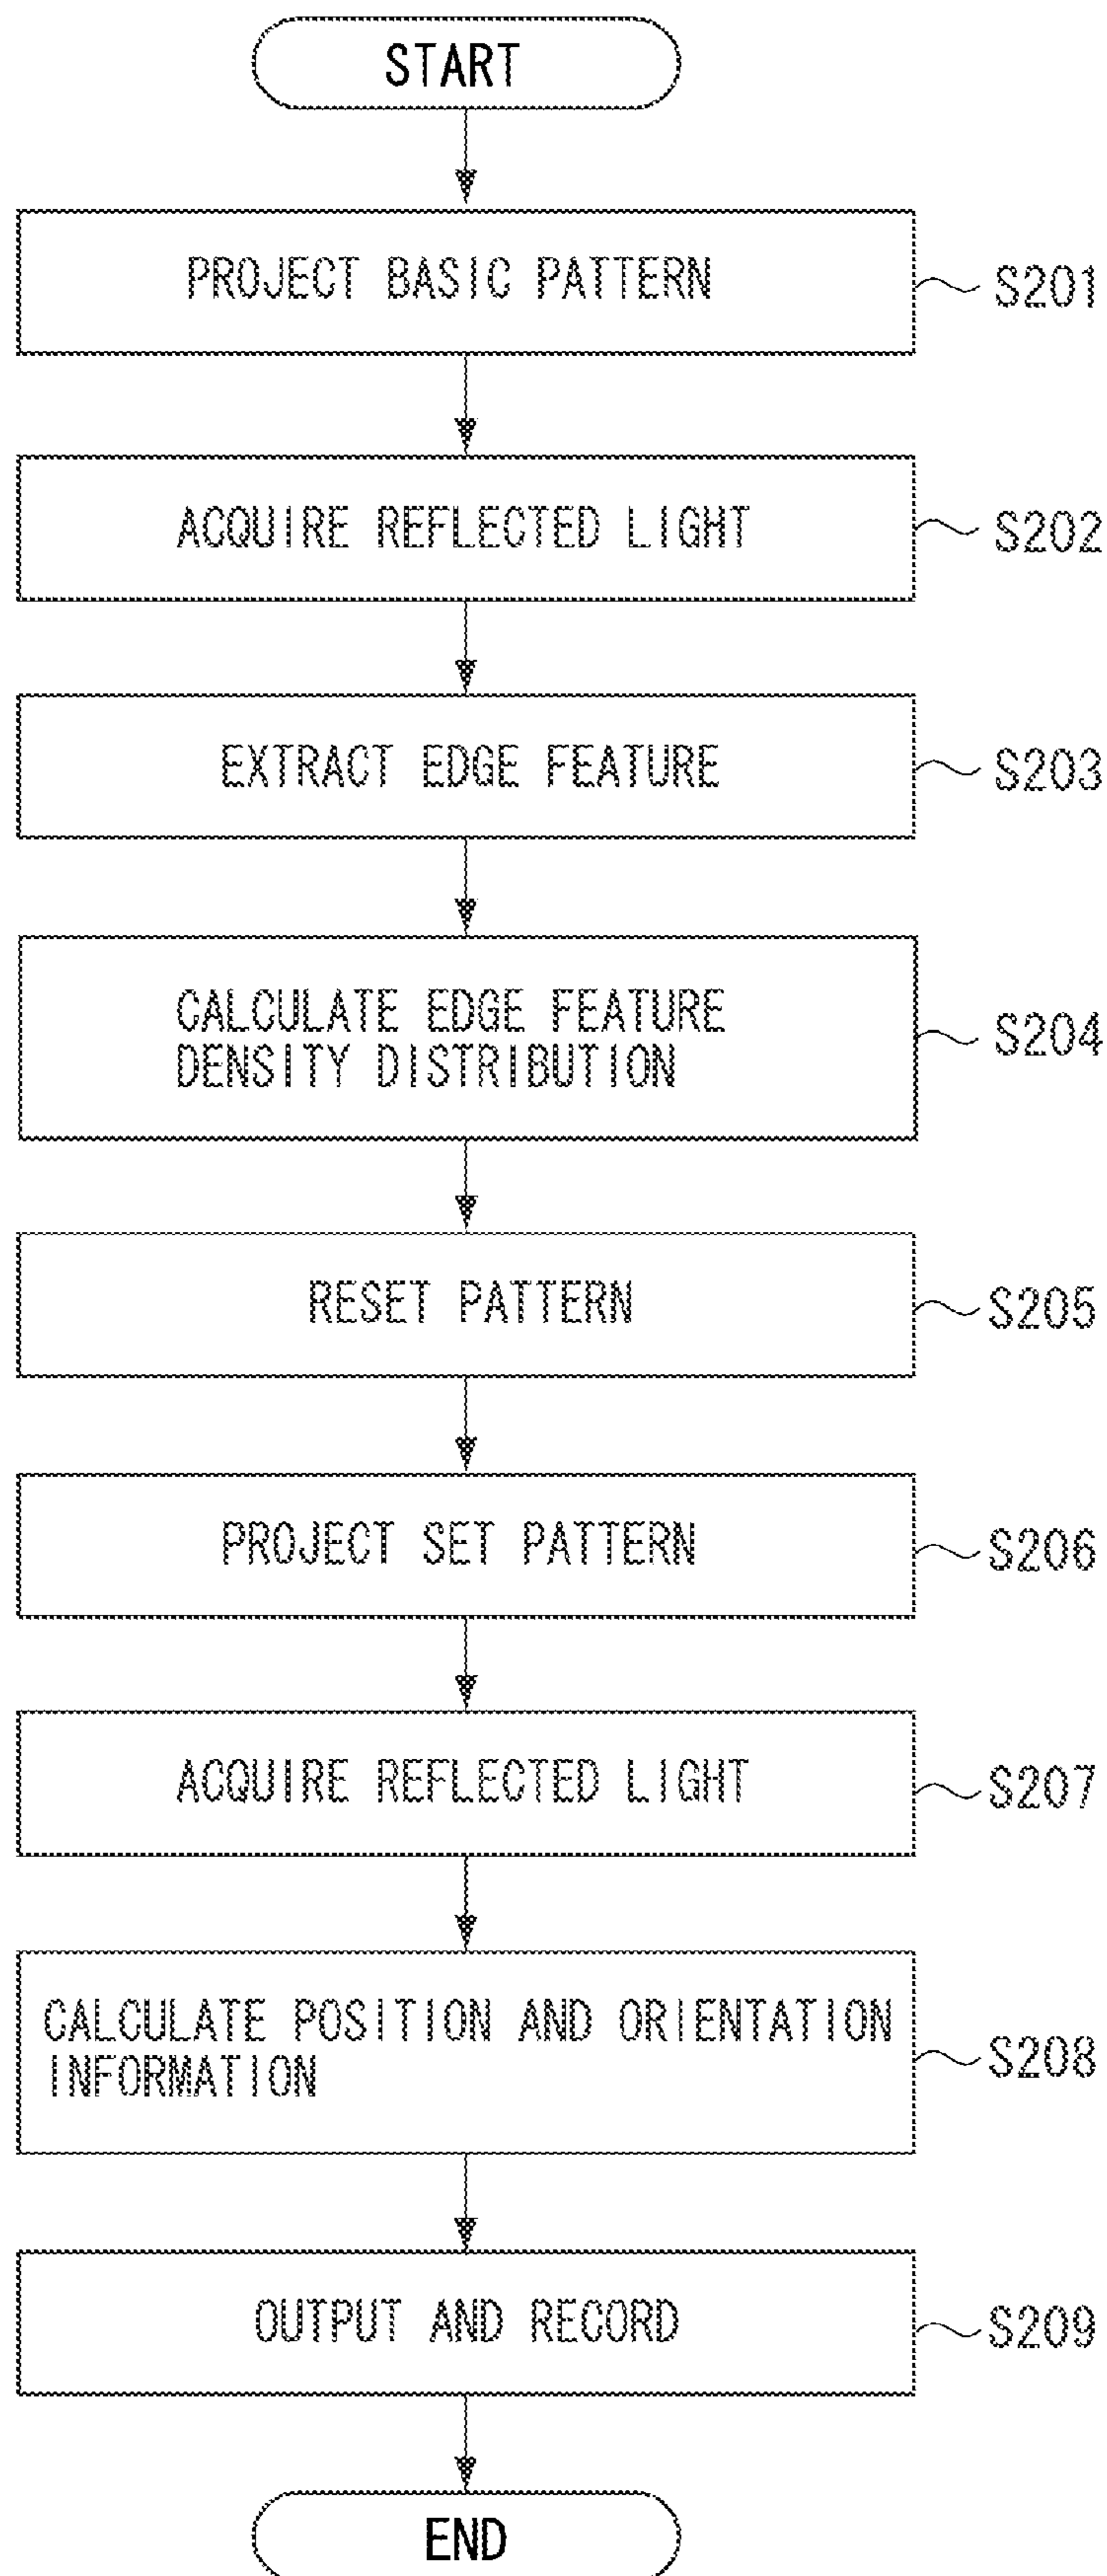 START
PROJECT BASIC PATTERN
S201
ACQUIRE REFLECTED LIGHT
S202
EXTRACT EDGE FEATURE
S203
CALCULATE EDGE FEATURE
DENSITY DISTRIBUTION
S204
RESET PATTERN
S205
PROJECT SET PATTERN
S206
ACQUIRE REFLECTED LIGHT
S207
CALCULATE POSITION AND ORIENTATION
INFORMATION
S208
OUTPUT AND RECORD
S209
END